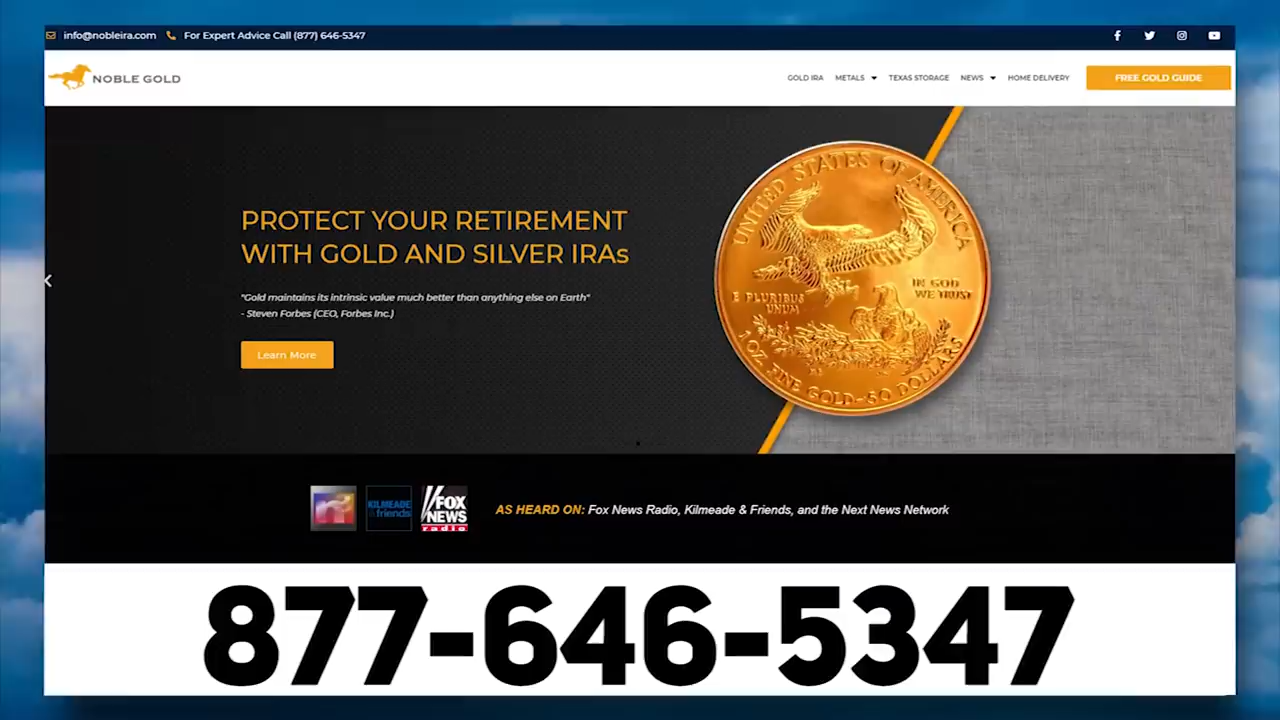 info@nobleira.com For Expert Advice Call (877) 646-5347
NOBLE GOLD
GOLD IRA METALS TEXAS STORAGE NEWS HOME DELIVERY FREE GOLD GUIDE
PROTECT YOUR RETIREMENT
WITH GOLD AND SILVER IRAs
"Gold maintains its intrinsic value much better than anything else on Earth"
- Steven Forbes (CEO, Forbes Inc.)
Learn More
UNITED STATES OF AMERICA
E PLURIBUS
UNUM
IN GOD
WE TRUST
1 OZ. FINE GOLD-50 DOLLARS
KILMEADE
& friends
FOX
NEWS
radio
AS HEARD ON: Fox News Radio, Kilmeade & Friends, and the Next News Network
877-646-5347